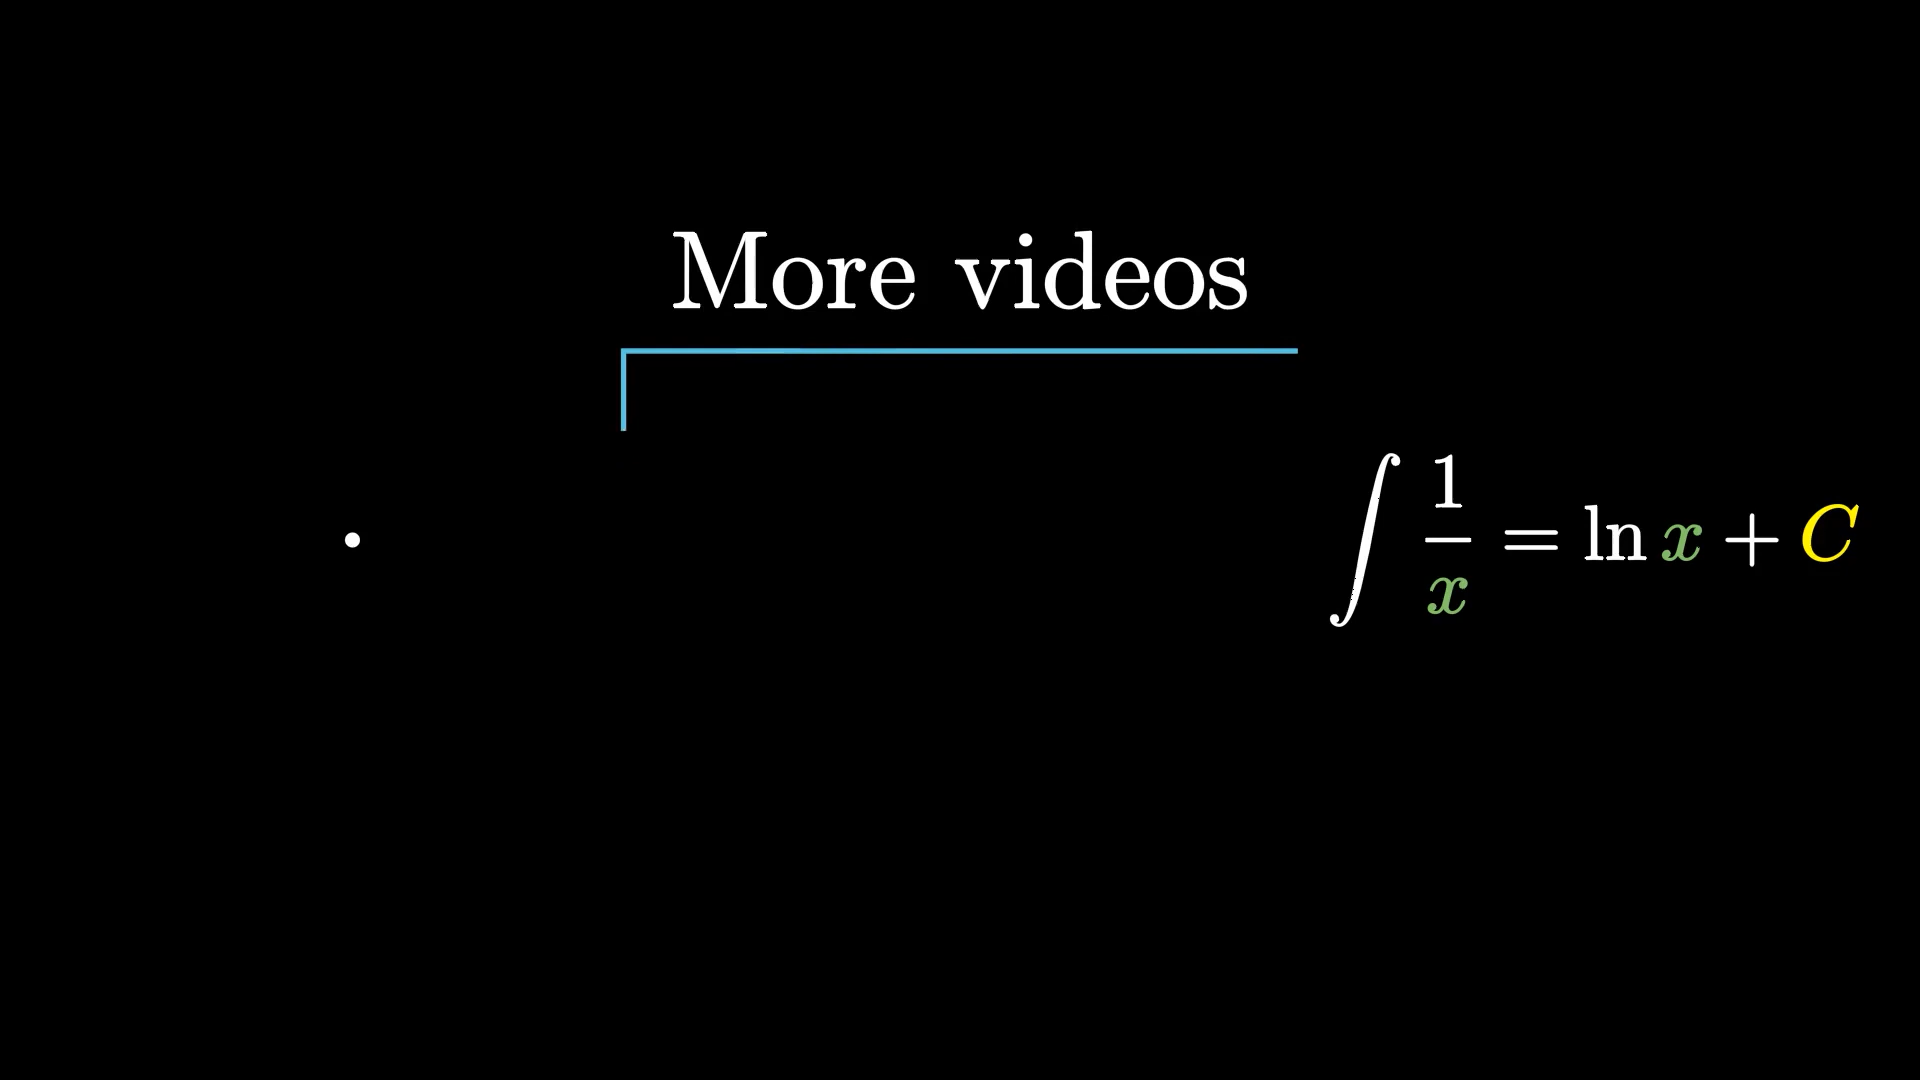 More videos
∫ 1/x = ln x + C